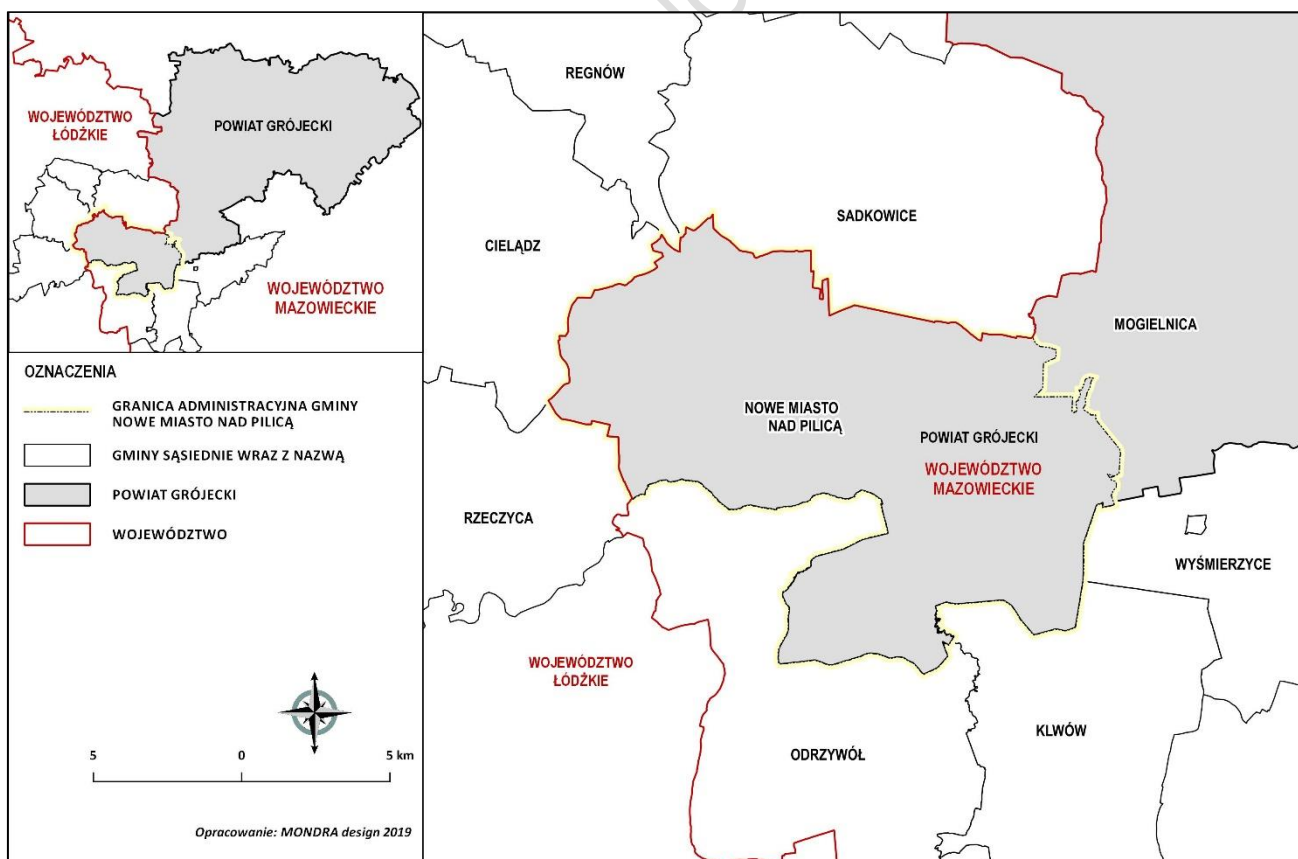 WOJEWÓDZTWO
ŁÓDŹKIE
POWIAT GRÓJECKI
WOJEWÓDZTWO
MAZOWIECKIE
OZNACZENIA
GRANICA ADMINISTRACYJNA GMINY
NOWE MIASTO NAD PILICĄ
GMINY SĄSIEDNIE WRAZ Z NAZWĄ
POWIAT GRÓJECKI
WOJEWÓDZTWO
5 0 5 km
Opracowanie: MONDRA design 2019
REGNÓW
SADKOWICE
CIELĄDZ
MOGIELNICA
NOWE MIASTO
NAD PILICĄ
POWIAT GRÓJECKI
WOJEWÓDZTWO
MAZOWIECKIE
RZECZYCA
WYŚMIERZYCE
WOJEWÓDZTWO
ŁÓDŹKIE
ODRZYWÓŁ
KLWÓW